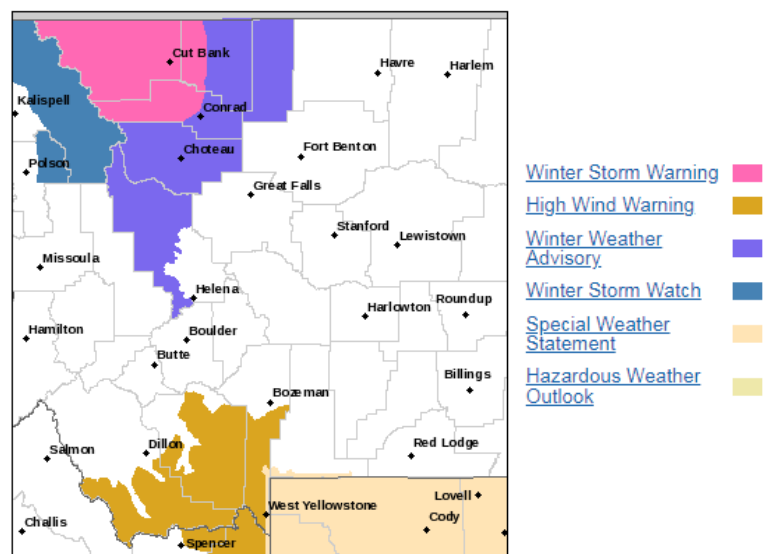 Cut Bank
Havre
Harlem
Kalispell
Conrad
Choteau
Fort Benton
Polson
Great Falls
Stanford
Lewistown
Missoula
Helena
Harlowton
Roundup
Hamilton
Boulder
Butte
Billings
Bozeman
Salmon
Dillon
Red Lodge
West Yellowstone
Lovell
Cody
Challis
Spencer
Winter Storm Warning
High Wind Warning
Winter Weather
Advisory
Winter Storm Watch
Special Weather
Statement
Hazardous Weather
Outlook